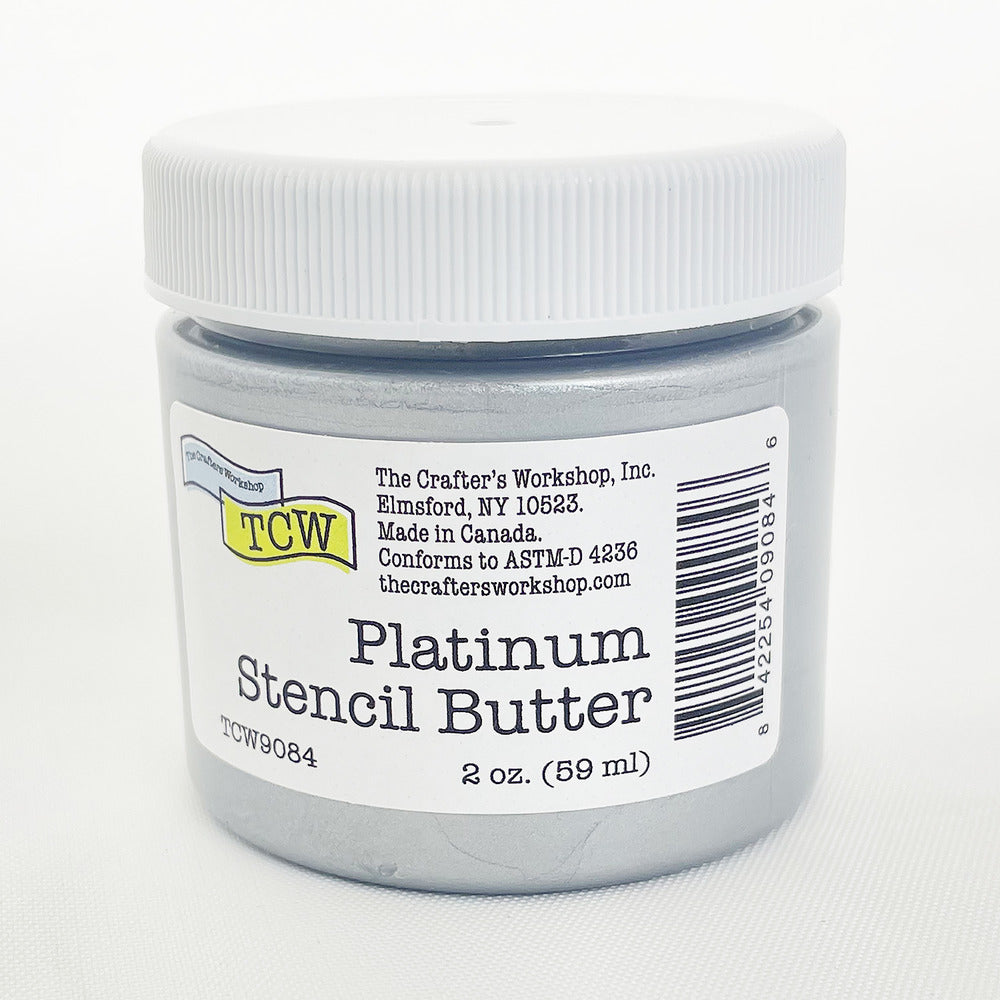 The Crafters Workshop
TCW
The Crafter's Workshop, Inc.
Elmsford, NY 10523.
Made in Canada.
Conforms to ASTM-D 4236
thecraftersworkshop.com
Platinum
Stencil Butter
TCW9084
2 oz. (59 ml)
8 42254 09084 6